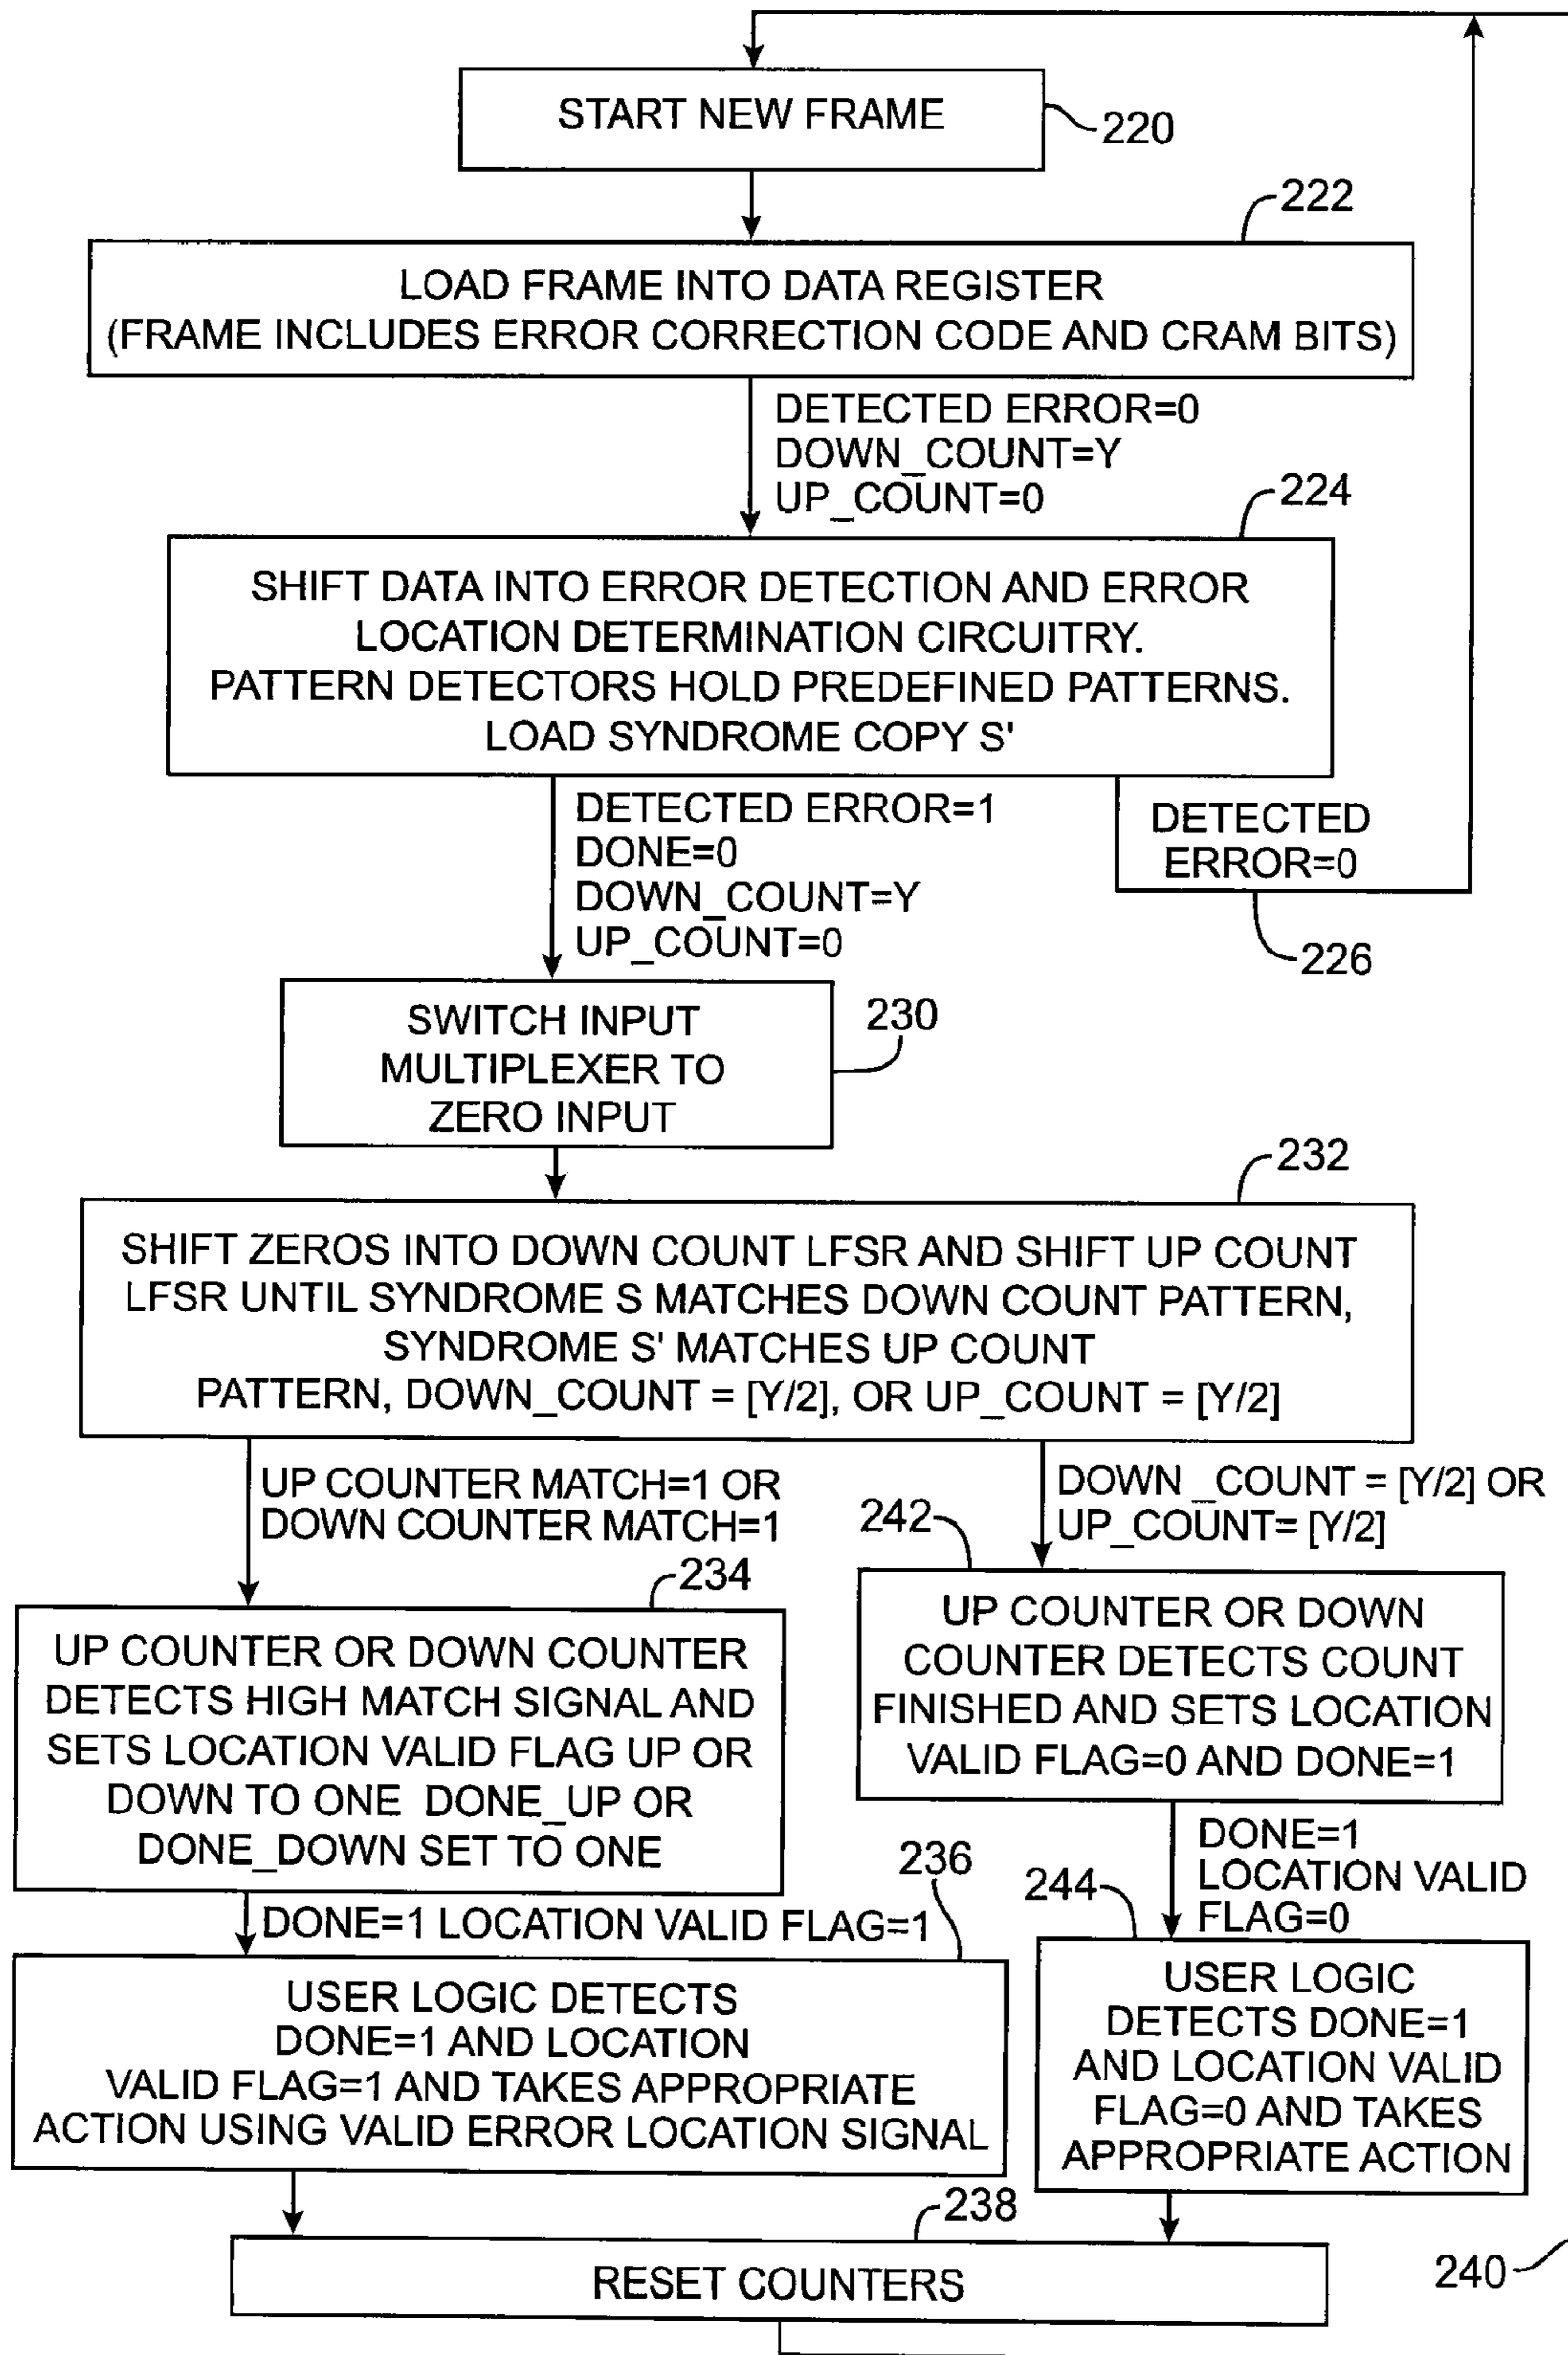 START NEW FRAME
220
222
LOAD FRAME INTO DATA REGISTER
(FRAME INCLUDES ERROR CORRECTION CODE AND CRAM BITS)
DETECTED ERROR=0
DOWN_COUNT=Y
UP_COUNT=0
224
SHIFT DATA INTO ERROR DETECTION AND ERROR
LOCATION DETERMINATION CIRCUITRY.
PATTERN DETECTORS HOLD PREDEFINED PATTERNS.
LOAD SYNDROME COPY S'
DETECTED ERROR=1
DONE=0
DOWN_COUNT=Y
UP_COUNT=0
DETECTED
ERROR=0
226
SWITCH INPUT
MULTIPLEXER TO
ZERO INPUT
230
232
SHIFT ZEROS INTO DOWN COUNT LFSR AND SHIFT UP COUNT
LFSR UNTIL SYNDROME S MATCHES DOWN COUNT PATTERN,
SYNDROME S' MATCHES UP COUNT
PATTERN, DOWN_COUNT = [Y/2], OR UP_COUNT = [Y/2]
UP COUNTER MATCH=1 OR
DOWN COUNTER MATCH=1
DOWN _COUNT = [Y/2] OR
UP_COUNT= [Y/2]
234
UP COUNTER OR DOWN COUNTER
DETECTS HIGH MATCH SIGNAL AND
SETS LOCATION VALID FLAG UP OR
DOWN TO ONE DONE_UP OR
DONE_DOWN SET TO ONE
242
UP COUNTER OR DOWN
COUNTER DETECTS COUNT
FINISHED AND SETS LOCATION
VALID FLAG=0 AND DONE=1
DONE=1 LOCATION VALID FLAG=1
236
USER LOGIC DETECTS
DONE=1 AND LOCATION
VALID FLAG=1 AND TAKES APPROPRIATE
ACTION USING VALID ERROR LOCATION SIGNAL
DONE=1
LOCATION VALID
FLAG=0
244
USER LOGIC
DETECTS DONE=1
AND LOCATION VALID
FLAG=0 AND TAKES
APPROPRIATE ACTION
238
RESET COUNTERS
240